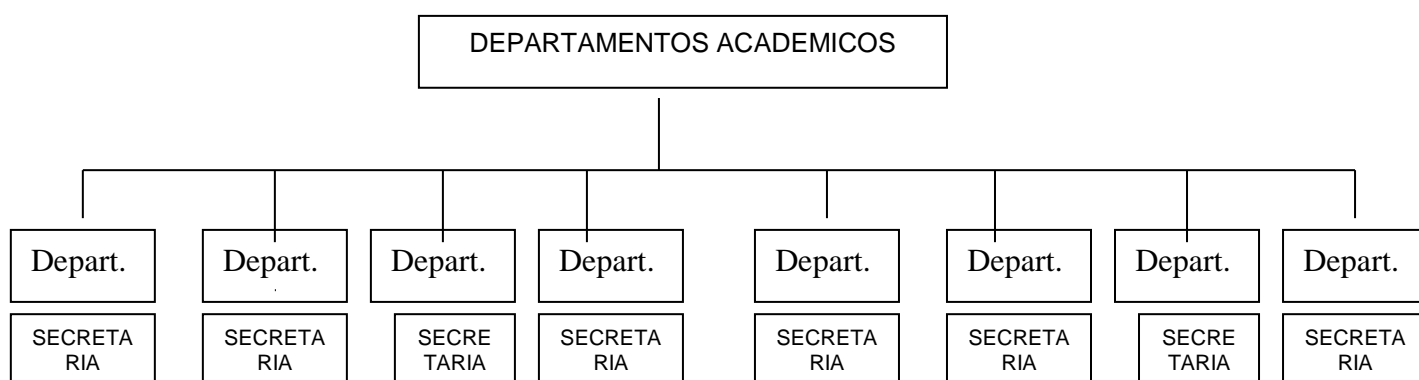 DEPARTAMENTOS ACADEMICOS
Depart. Depart. Depart. Depart. Depart. Depart. Depart. Depart.
SECRETA SECRETA SECRE SECRETA SECRETA SECRETA SECRE SECRETA
RIA RIA TARIA RIA RIA RIA TARIA RIA